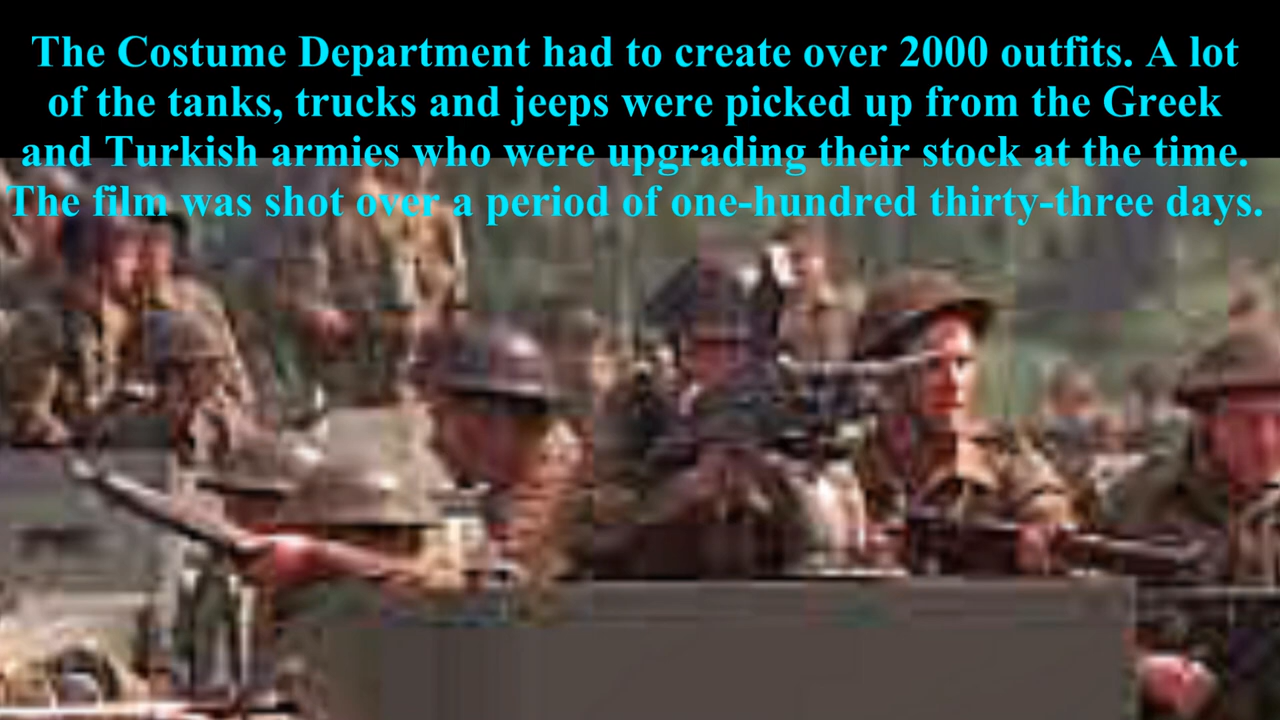 The Costume Department had to create over 2000 outfits. A lot
of the tanks, trucks and jeeps were picked up from the Greek
and Turkish armies who were upgrading their stock at the time.
The film was shot over a period of one-hundred thirty-three days.